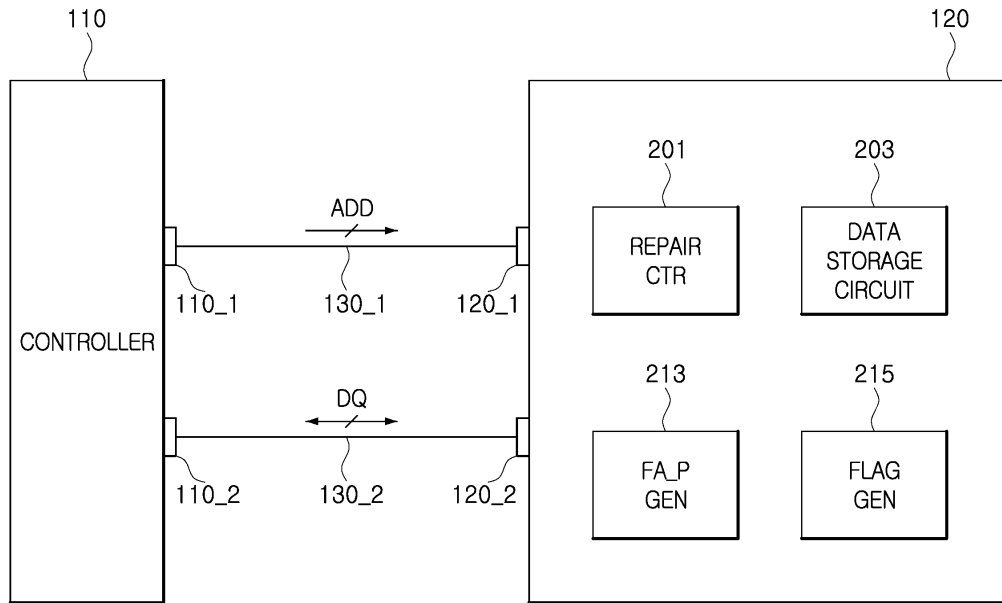 110
120
201
203
ADD
REPAIR
CTR
DATA
STORAGE
CIRCUIT
110_1
130_1
120_1
CONTROLLER
213
215
DQ
FA_P
GEN
FLAG
GEN
110_2
130_2
120_2